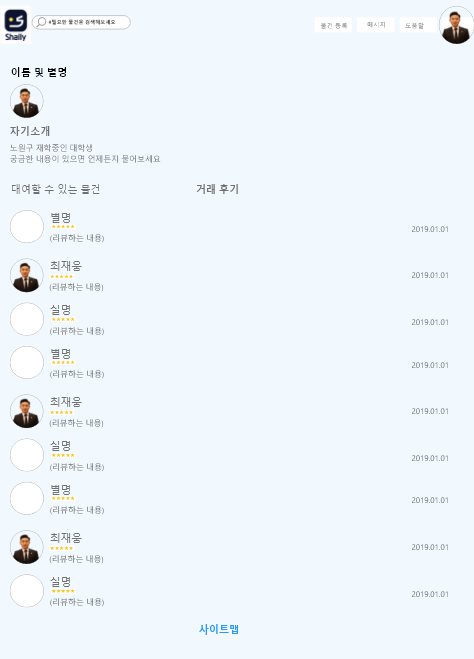 Shally
#필요한 물건을 검색해보세요
물건 등록
메시지
도움말
이름 및 별명
자기소개
노원구 재학중인 대학생
궁금한 내용이 있으면 언제든지 물어보세요
대여할 수 있는 물건
거래 후기
별명
(리뷰하는 내용)
2019.01.01
최재웅
(리뷰하는 내용)
2019.01.01
실명
(리뷰하는 내용)
2019.01.01
별명
(리뷰하는 내용)
2019.01.01
최재웅
(리뷰하는 내용)
2019.01.01
실명
(리뷰하는 내용)
2019.01.01
별명
(리뷰하는 내용)
2019.01.01
최재웅
(리뷰하는 내용)
2019.01.01
실명
(리뷰하는 내용)
2019.01.01
사이트맵